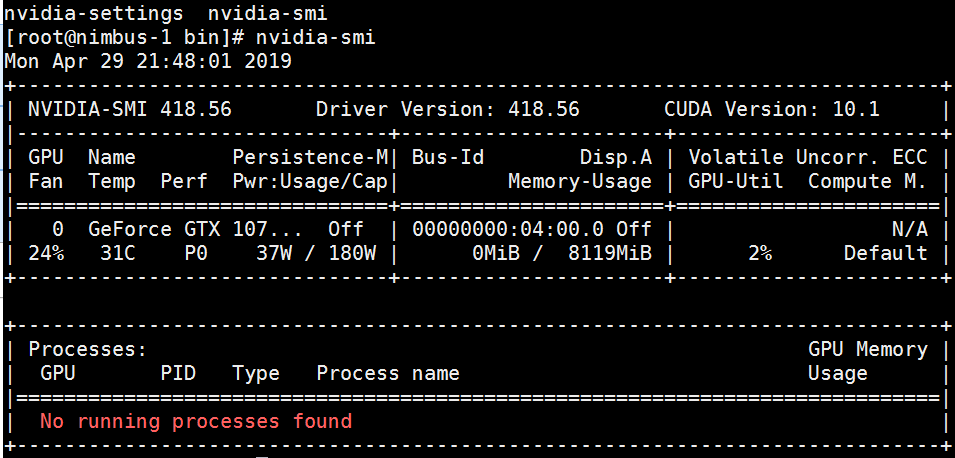 nvidia-settings  nvidia-smi
[root@nimbus-1 bin]# nvidia-smi
Mon Apr 29 21:48:01 2019
+-----------------------------------------------------------------------------+
| NVIDIA-SMI 418.56       Driver Version: 418.56       CUDA Version: 10.1     |
|-------------------------------+----------------------+----------------------+
| GPU  Name        Persistence-M| Bus-Id        Disp.A | Volatile Uncorr. ECC |
| Fan  Temp  Perf  Pwr:Usage/Cap|         Memory-Usage | GPU-Util  Compute M. |
|===============================+======================+======================|
|   0  GeForce GTX 107...  Off  | 00000000:04:00.0 Off |                  N/A |
| 24%   31C    P0    37W / 180W |      0MiB /  8119MiB |      2%      Default |
+-------------------------------+----------------------+----------------------+

+-----------------------------------------------------------------------------+
| Processes:                                                       GPU Memory |
|  GPU       PID   Type   Process name                             Usage      |
|=============================================================================|
|  No running processes found
+-----------------------------------------------------------------------------+